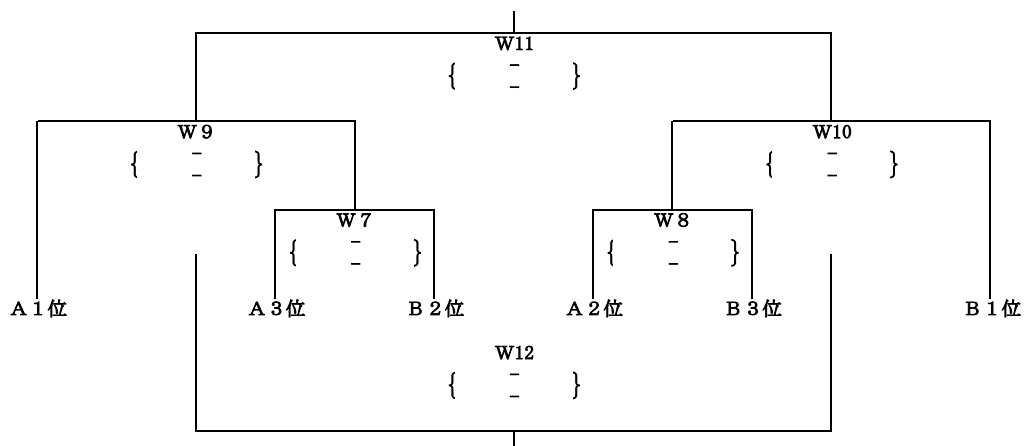 W11
{ － }
－
Ｗ９ W10
{ － } { － }
－ －
Ｗ７ Ｗ８
{ － } { － }
－ －
Ａ１位 Ａ３位 Ｂ２位 Ａ２位 Ｂ３位 Ｂ１位
W12
{ － }
－